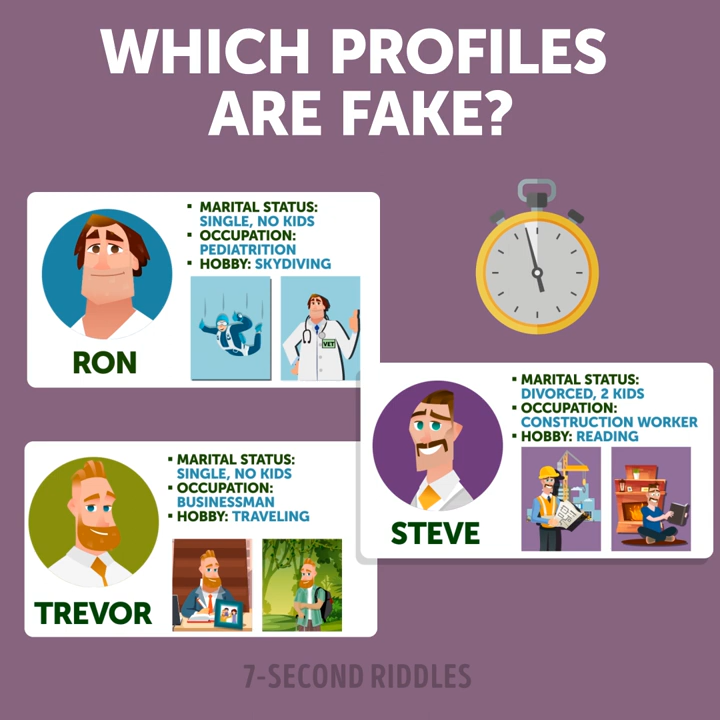 WHICH PROFILES
ARE FAKE?
▪ MARITAL STATUS:
SINGLE, NO KIDS
▪ OCCUPATION:
PEDIATRITION
▪ HOBBY: SKYDIVING
VET
RON
▪ MARITAL STATUS:
DIVORCED, 2 KIDS
▪ OCCUPATION:
CONSTRUCTION WORKER
▪ HOBBY: READING
STEVE
▪ MARITAL STATUS:
SINGLE, NO KIDS
▪ OCCUPATION:
BUSINESSMAN
▪ HOBBY: TRAVELING
TREVOR
7-SECOND RIDDLES